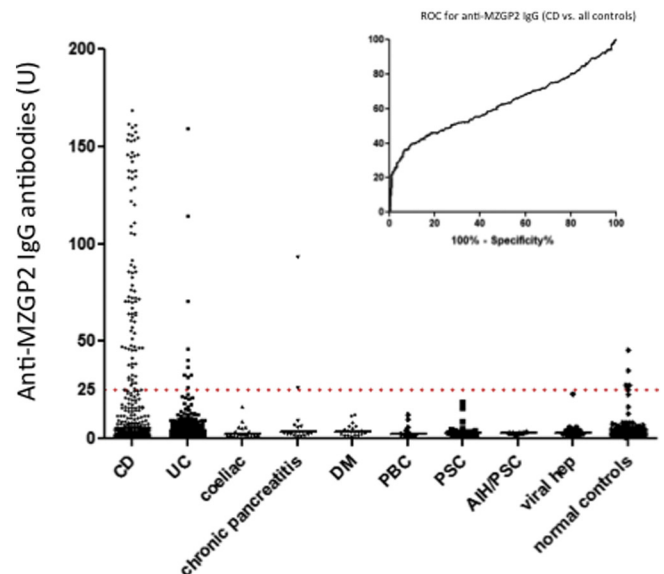 ROC for anti-MZGP2 IgG (CD vs. all controls)
100
80
60
40
20
0
0 20 40 60 80 100
100% - Specificity%
Anti-MZGP2 IgG antibodies (U)
200
150
100
50
25
0
CD
UC
coeliac
chronic pancreatitis
DM
PBC
PSC
AIH/PSC
viral hep
normal controls